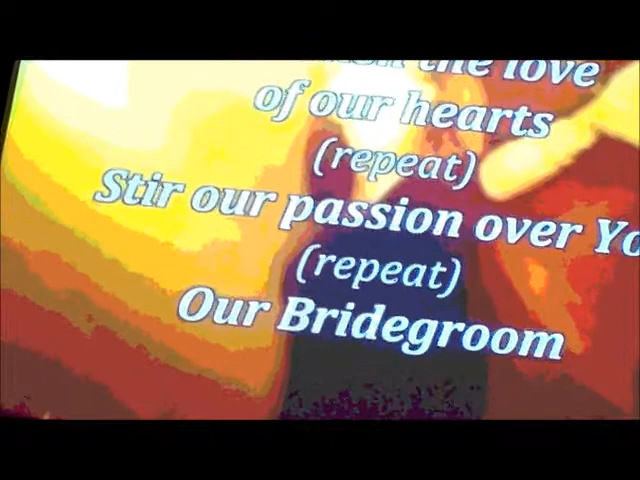 the love
of our hearts
(repeat)
Stir our passion over
(repeat)
Our Bridegroom